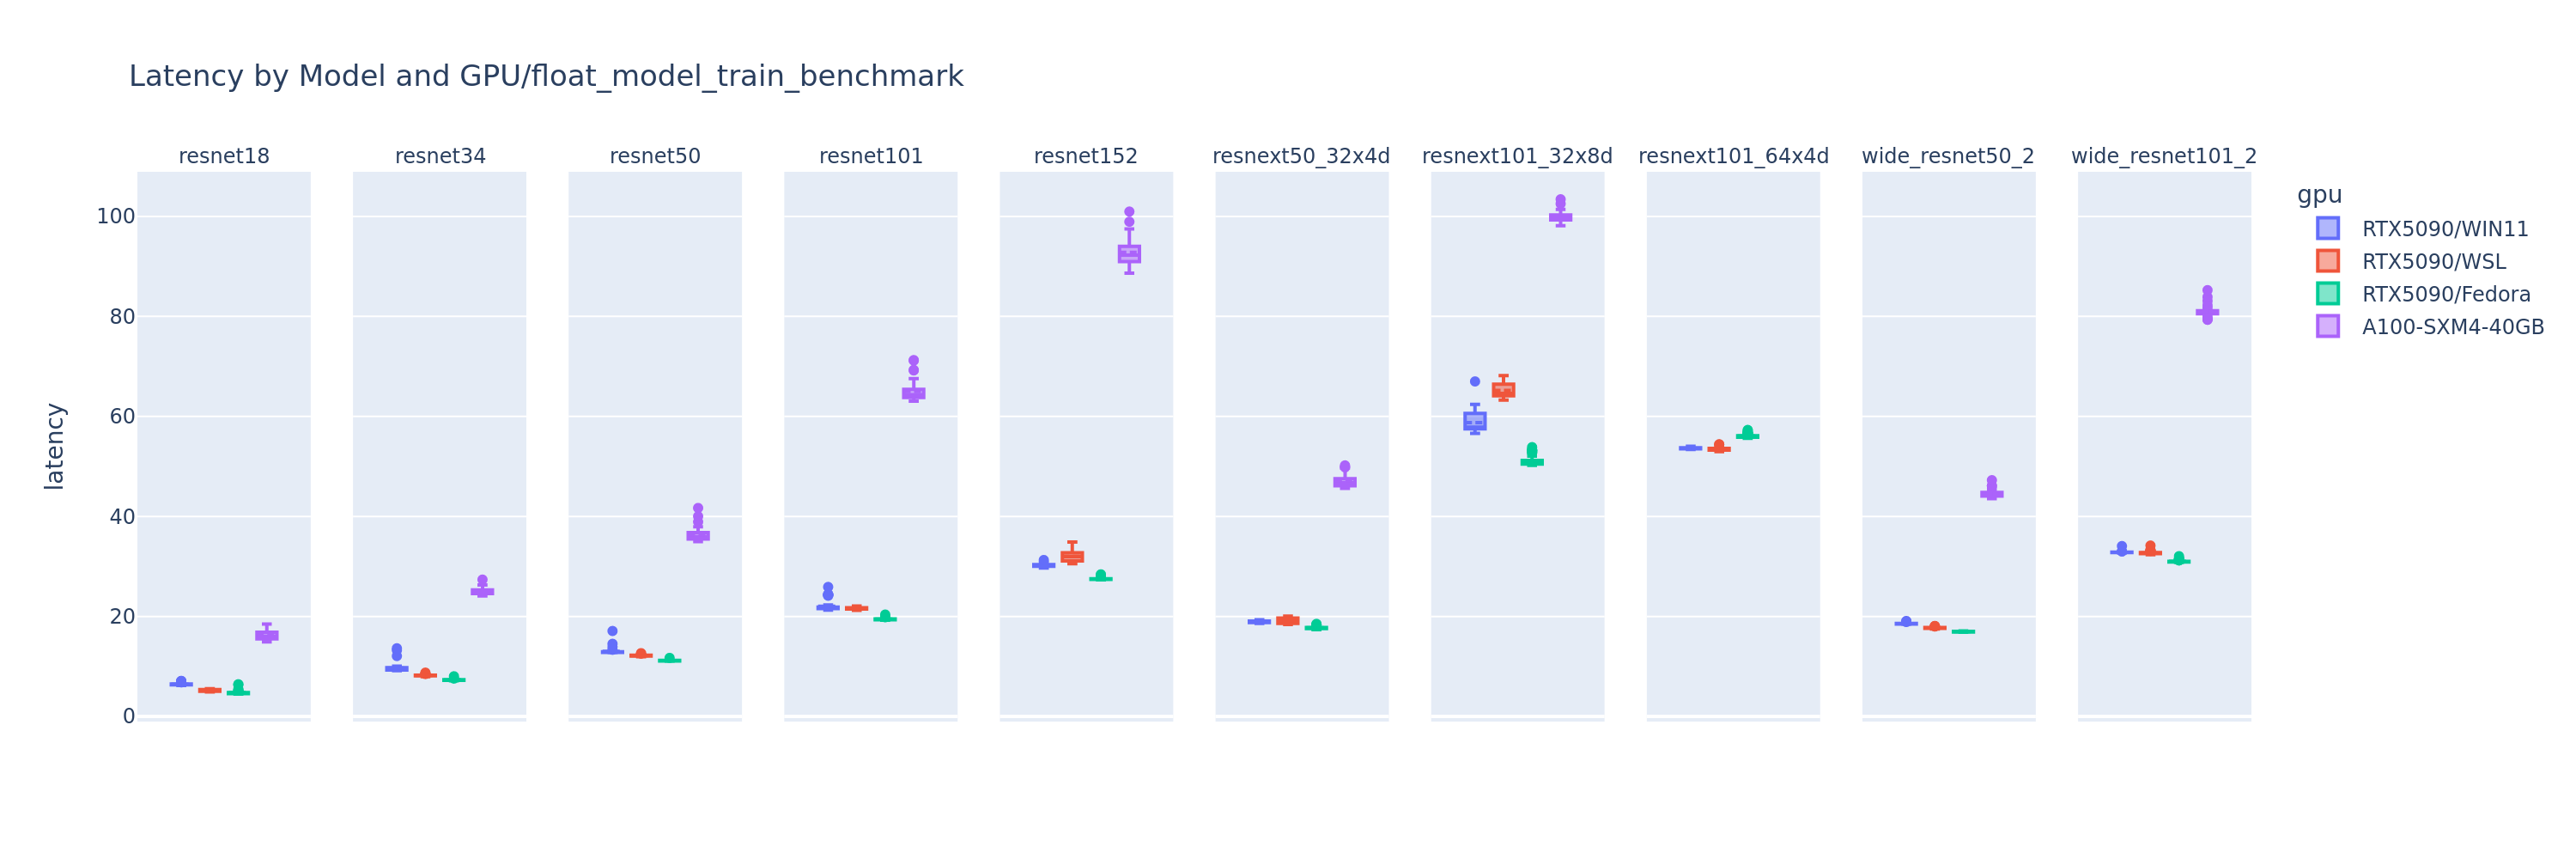 Latency by Model and GPU/float_model_train_benchmark
resnet18 resnet34 resnet50 resnet101 resnet152 resnext50_32x4d resnext101_32x8d resnext101_64x4d wide_resnet50_2 wide_resnet101_2
gpu
RTX5090/WIN11
RTX5090/WSL
RTX5090/Fedora
A100-SXM4-40GB
100
80
60
40
20
0
latency